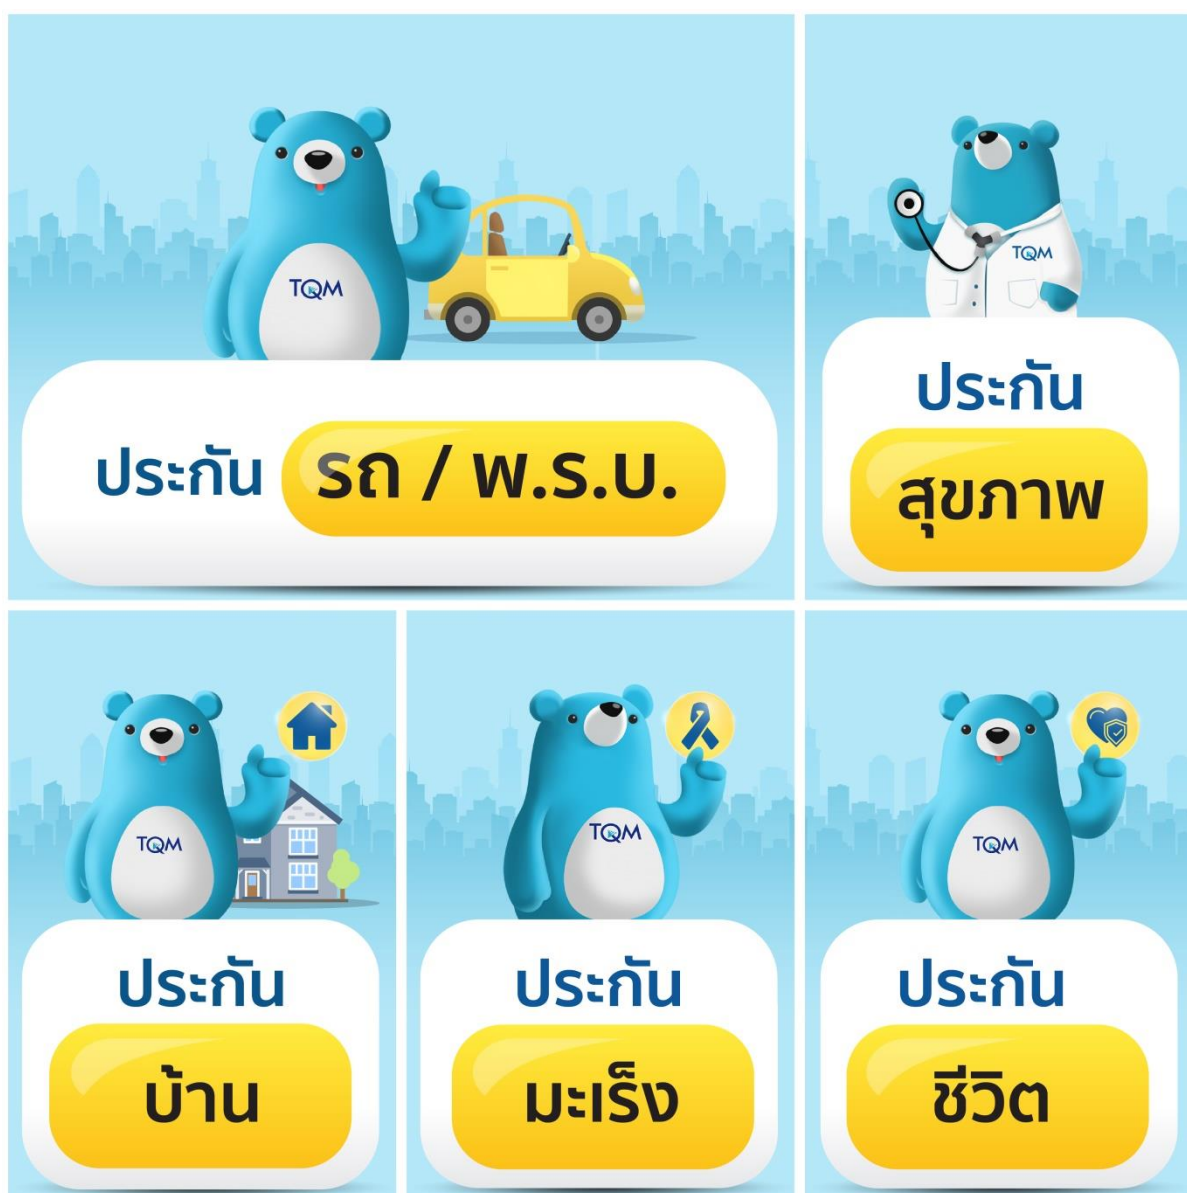 TQM
ประกัน รถ / พ.ร.บ.
TQM
ประกัน
สุขภาพ
TQM
ประกัน
บ้าน
TQM
ประกัน
มะเร็ง
TQM
ประกัน
ชีวิต